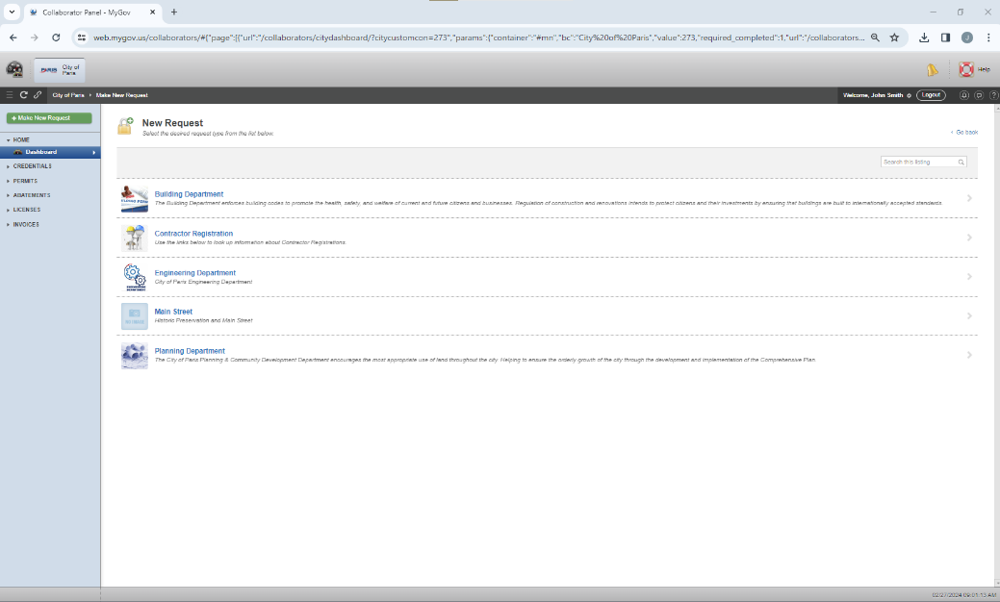 Collaborator Panel - MyGov
web.mygov.us/collaborators/#{"page":[{"url":"/collaborators/citydashboard/?citycustomcon=273","params":{"container":"#mn","bc":"City%20of%20Paris","value":273,"required_completed":1,"url":"/collaborators...
J
PARIS
City of
Paris
Help
City of Paris
Make New Request
Welcome, John Smith
Logout
+ Make New Request
HOME
Dashboard
CREDENTIALS
PERMITS
ABATEMENTS
LICENSES
INVOICES
New Request
Select the desired request type from the list below.
‹ Go back
Search this listing
Building Department
The Building Department enforces building codes to promote the health, safety, and welfare of current and future citizens and businesses. Regulation of construction and renovations intends to protect citizens and their investments by ensuring that buildings are built to internationally accepted standards.
Contractor Registration
Use the links below to look up information about Contractor Registrations.
Engineering Department
City of Paris Engineering Department
ENGINEERING
DEPARTMENT
Main Street
Historic Preservation and Main Street
NO IMAGE
Planning Department
The City of Paris Planning & Community Development Department encourages the most appropriate use of land throughout the city. Helping to ensure the orderly growth of the city through the development and implementation of the Comprehensive Plan.
02/27/2024 09:01:13 AM